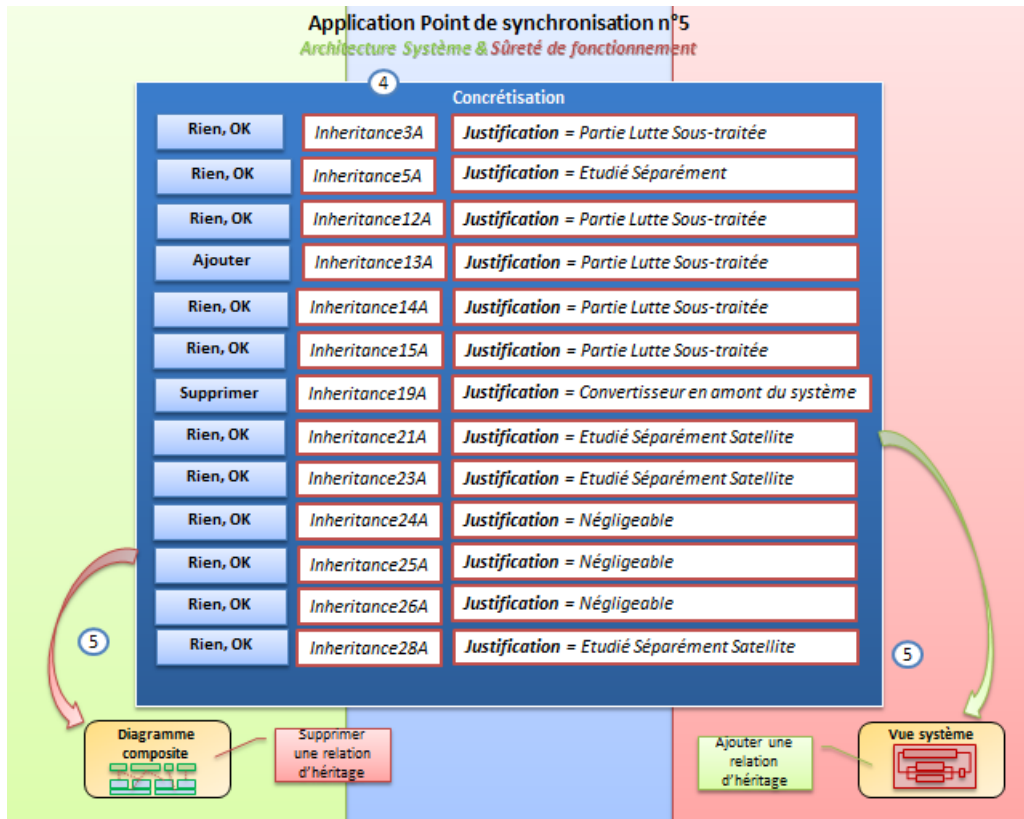 Application Point de synchronisation n°5
Architecture Système & Sûreté de fonctionnement
4
Concrétisation
Rien, OK Inheritance3A Justification = Partie Lutte Sous-traitée
Rien, OK Inheritance5A Justification = Etudié Séparément
Rien, OK Inheritance12A Justification = Partie Lutte Sous-traitée
Ajouter Inheritance13A Justification = Partie Lutte Sous-traitée
Rien, OK Inheritance14A Justification = Partie Lutte Sous-traitée
Rien, OK Inheritance15A Justification = Partie Lutte Sous-traitée
Supprimer Inheritance19A Justification = Convertisseur en amont du système
Rien, OK Inheritance21A Justification = Etudié Séparément Satellite
Rien, OK Inheritance23A Justification = Etudié Séparément Satellite
Rien, OK Inheritance24A Justification = Négligeable
Rien, OK Inheritance25A Justification = Négligeable
Rien, OK Inheritance26A Justification = Négligeable
Rien, OK Inheritance28A Justification = Etudié Séparément Satellite
5
5
Diagramme
composite
Supprimer
une relation
d'héritage
Ajouter une
relation
d'héritage
Vue système